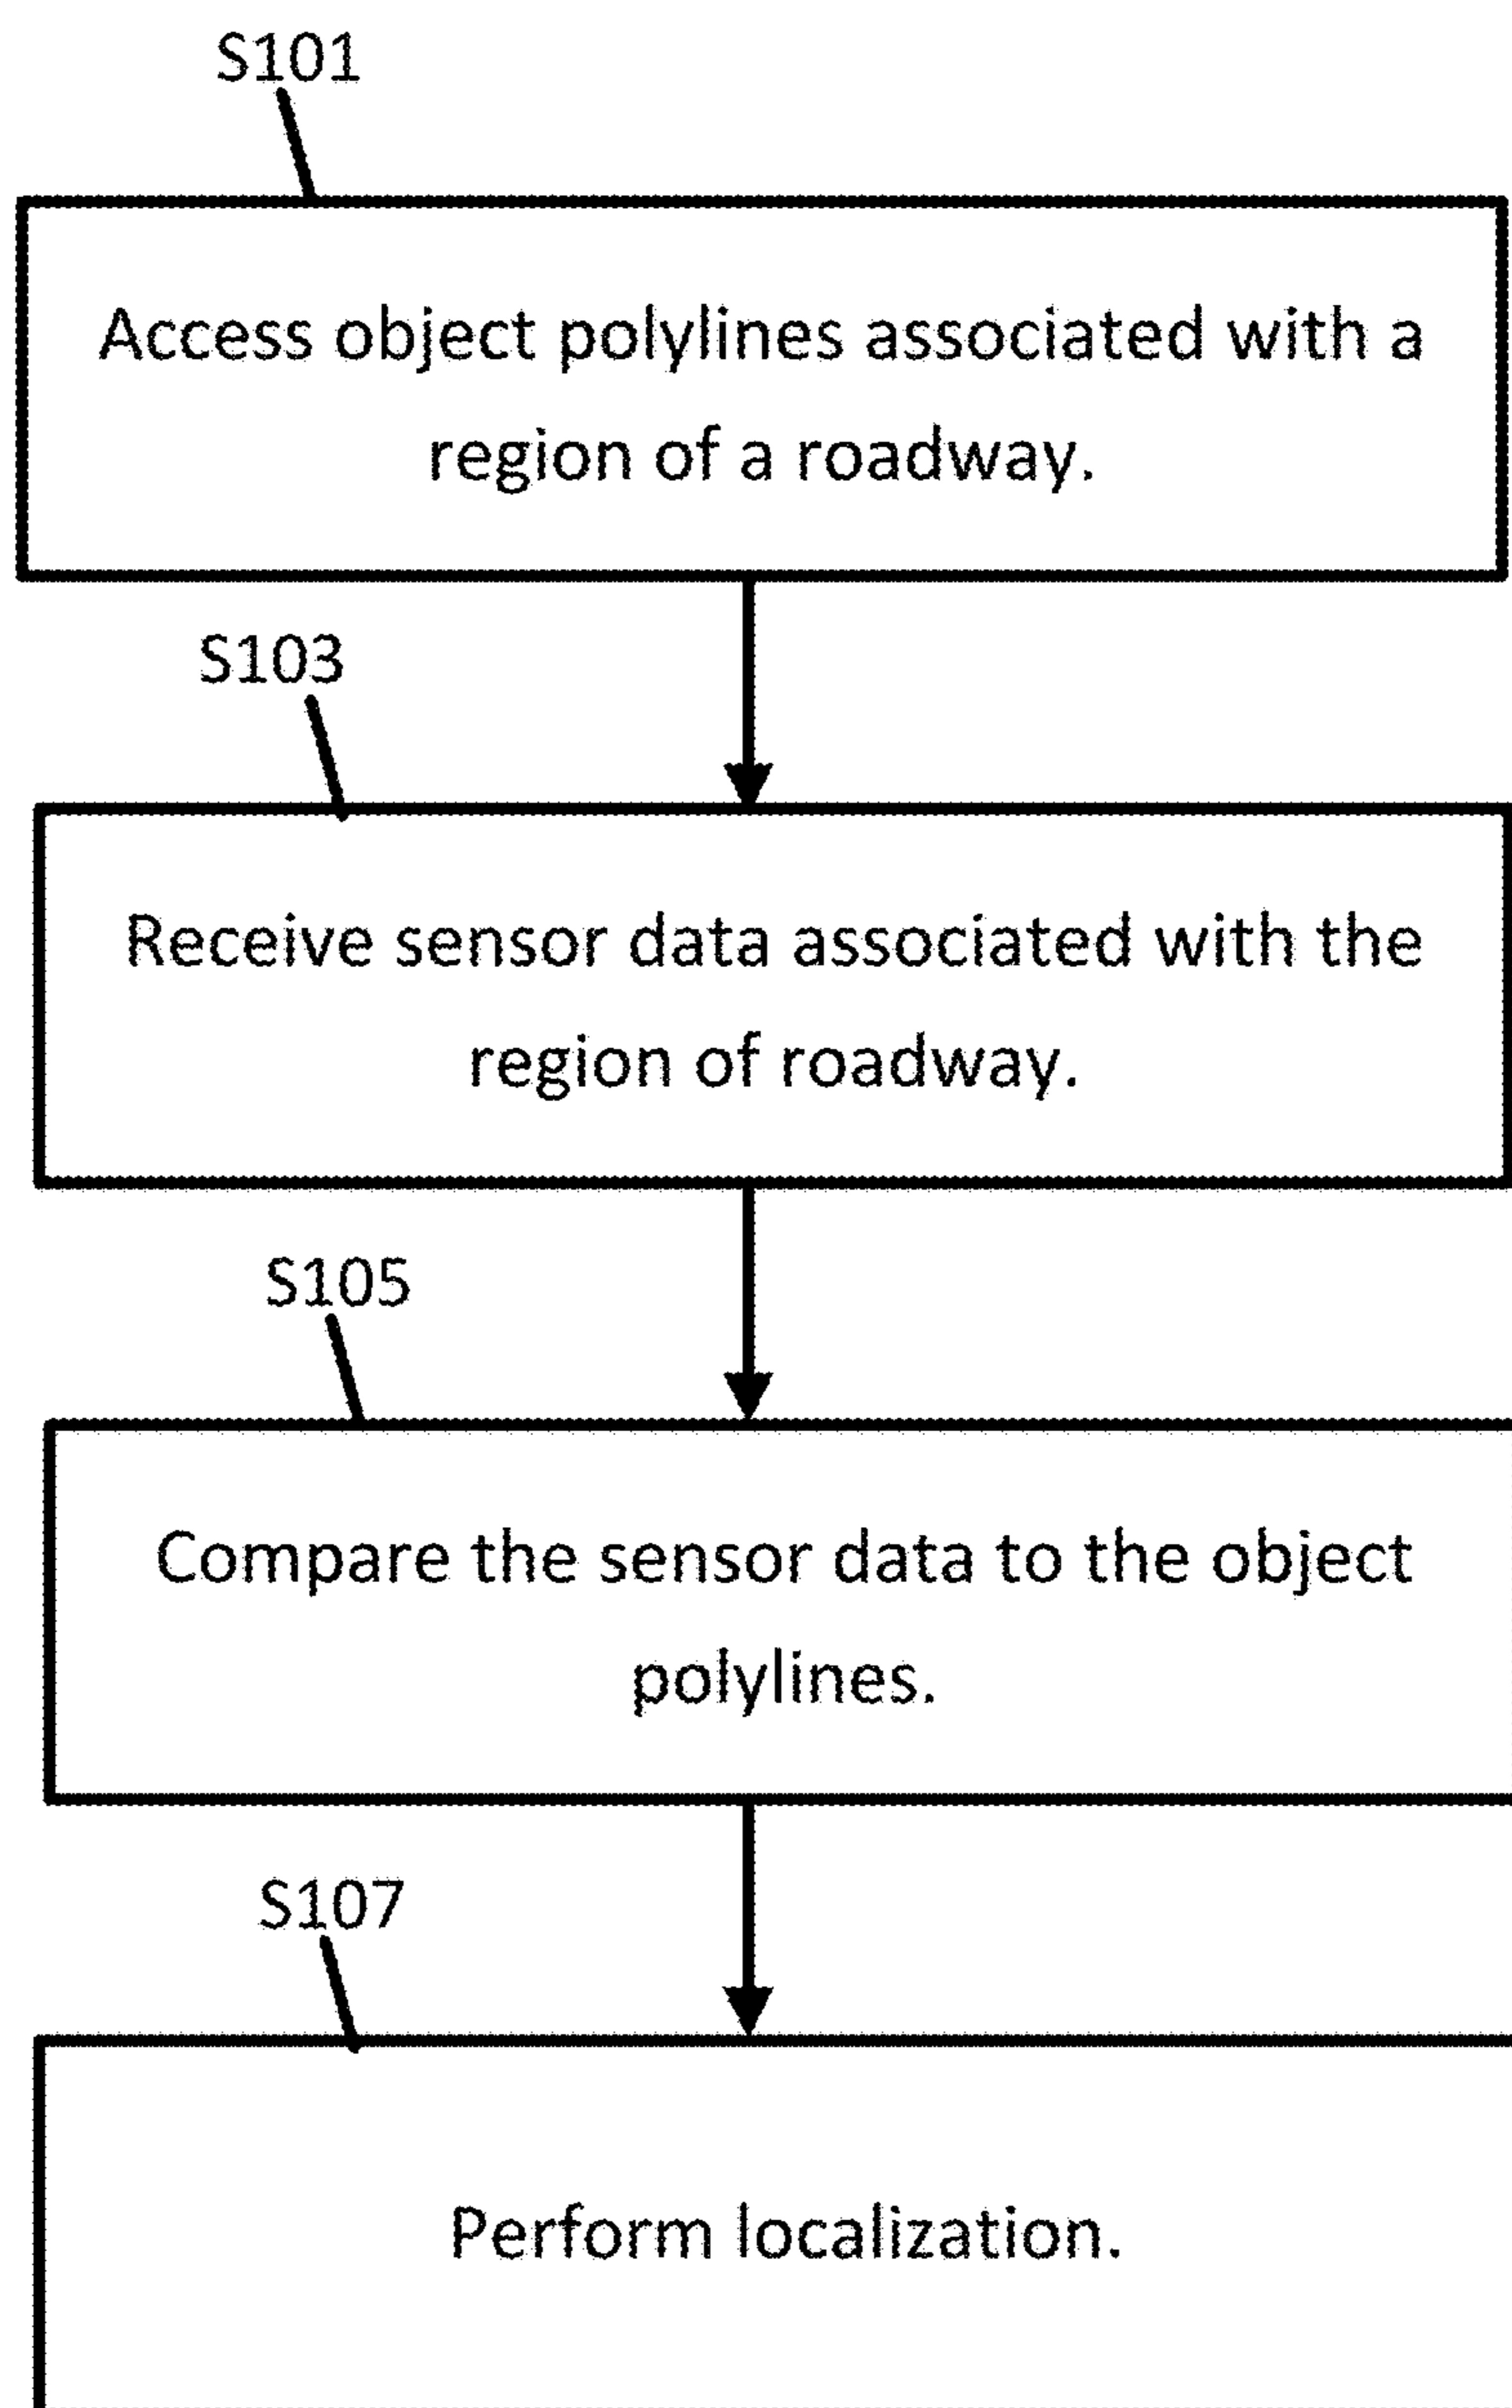 S101
Access object polylines associated with a
region of a roadway.
S103
Receive sensor data associated with the
region of roadway.
S105
Compare the sensor data to the object
polylines.
S107
Perform localization.